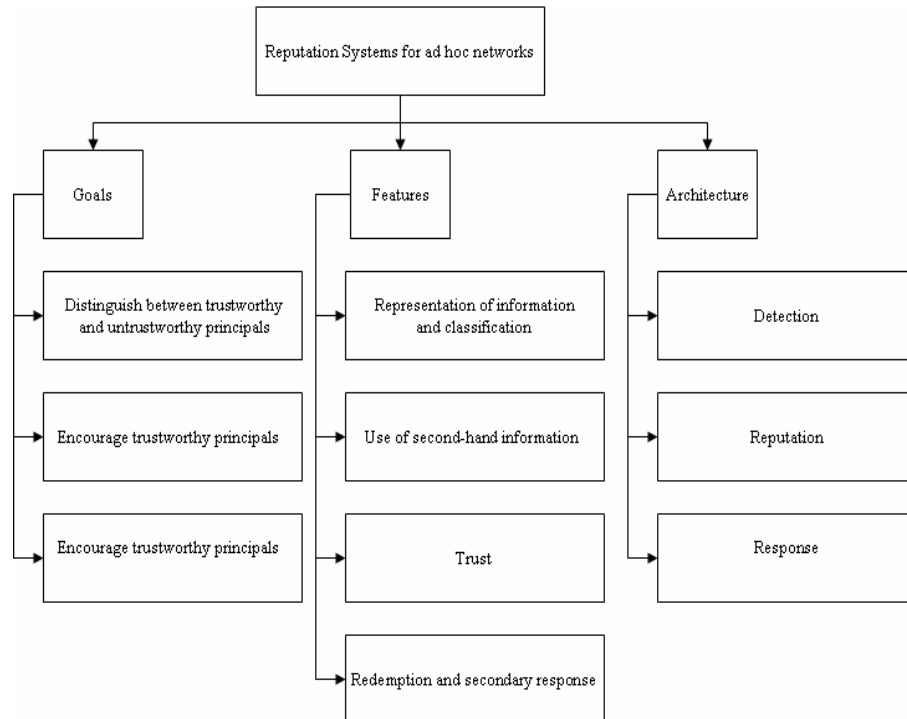 Reputation Systems for ad hoc networks
Goals
Features
Architecture
Distinguish between trustworthy
and untrustworthy principals
Representation of information
and classification
Detection
Encourage trustworthy principals
Use of second-hand information
Reputation
Encourage trustworthy principals
Trust
Response
Redemption and secondary response